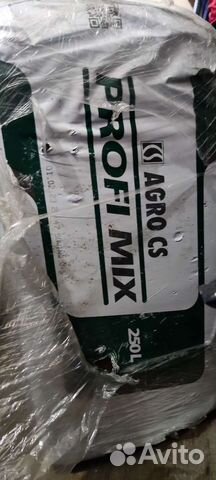 AGRO CS
PROFI MIX
250L
Avito